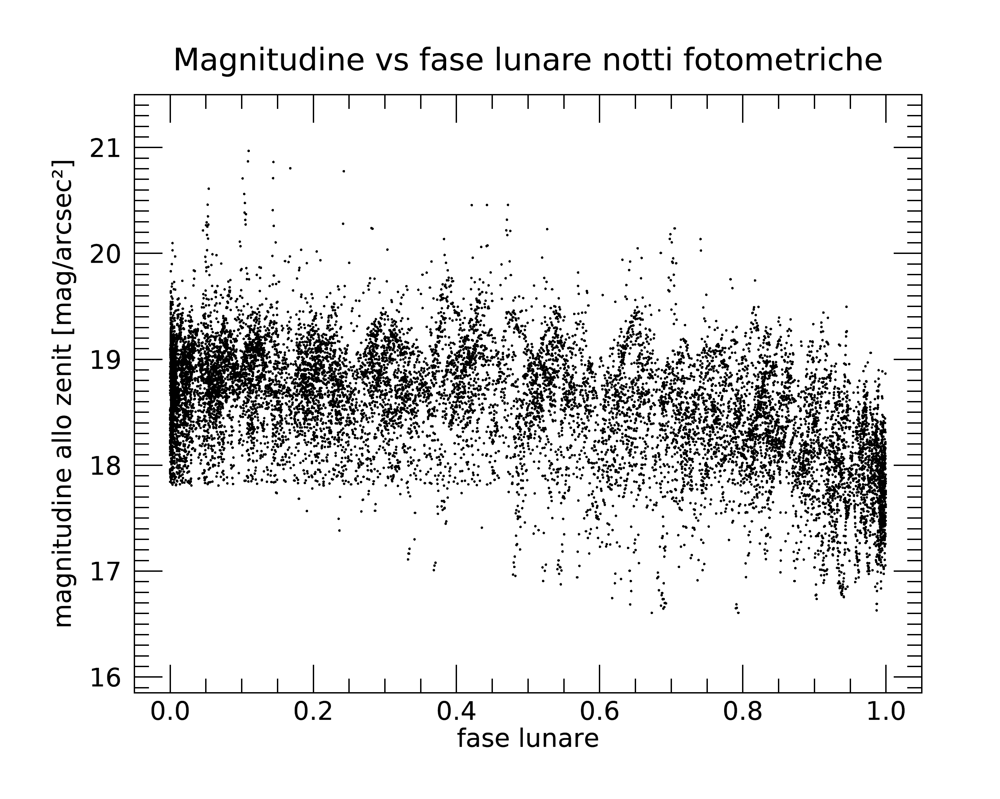 Magnitudine vs fase lunare notti fotometriche
magnitudine allo zenit [mag/arcsec²]
21
20
19
18
17
16
0.0 0.2 0.4 0.6 0.8 1.0
fase lunare